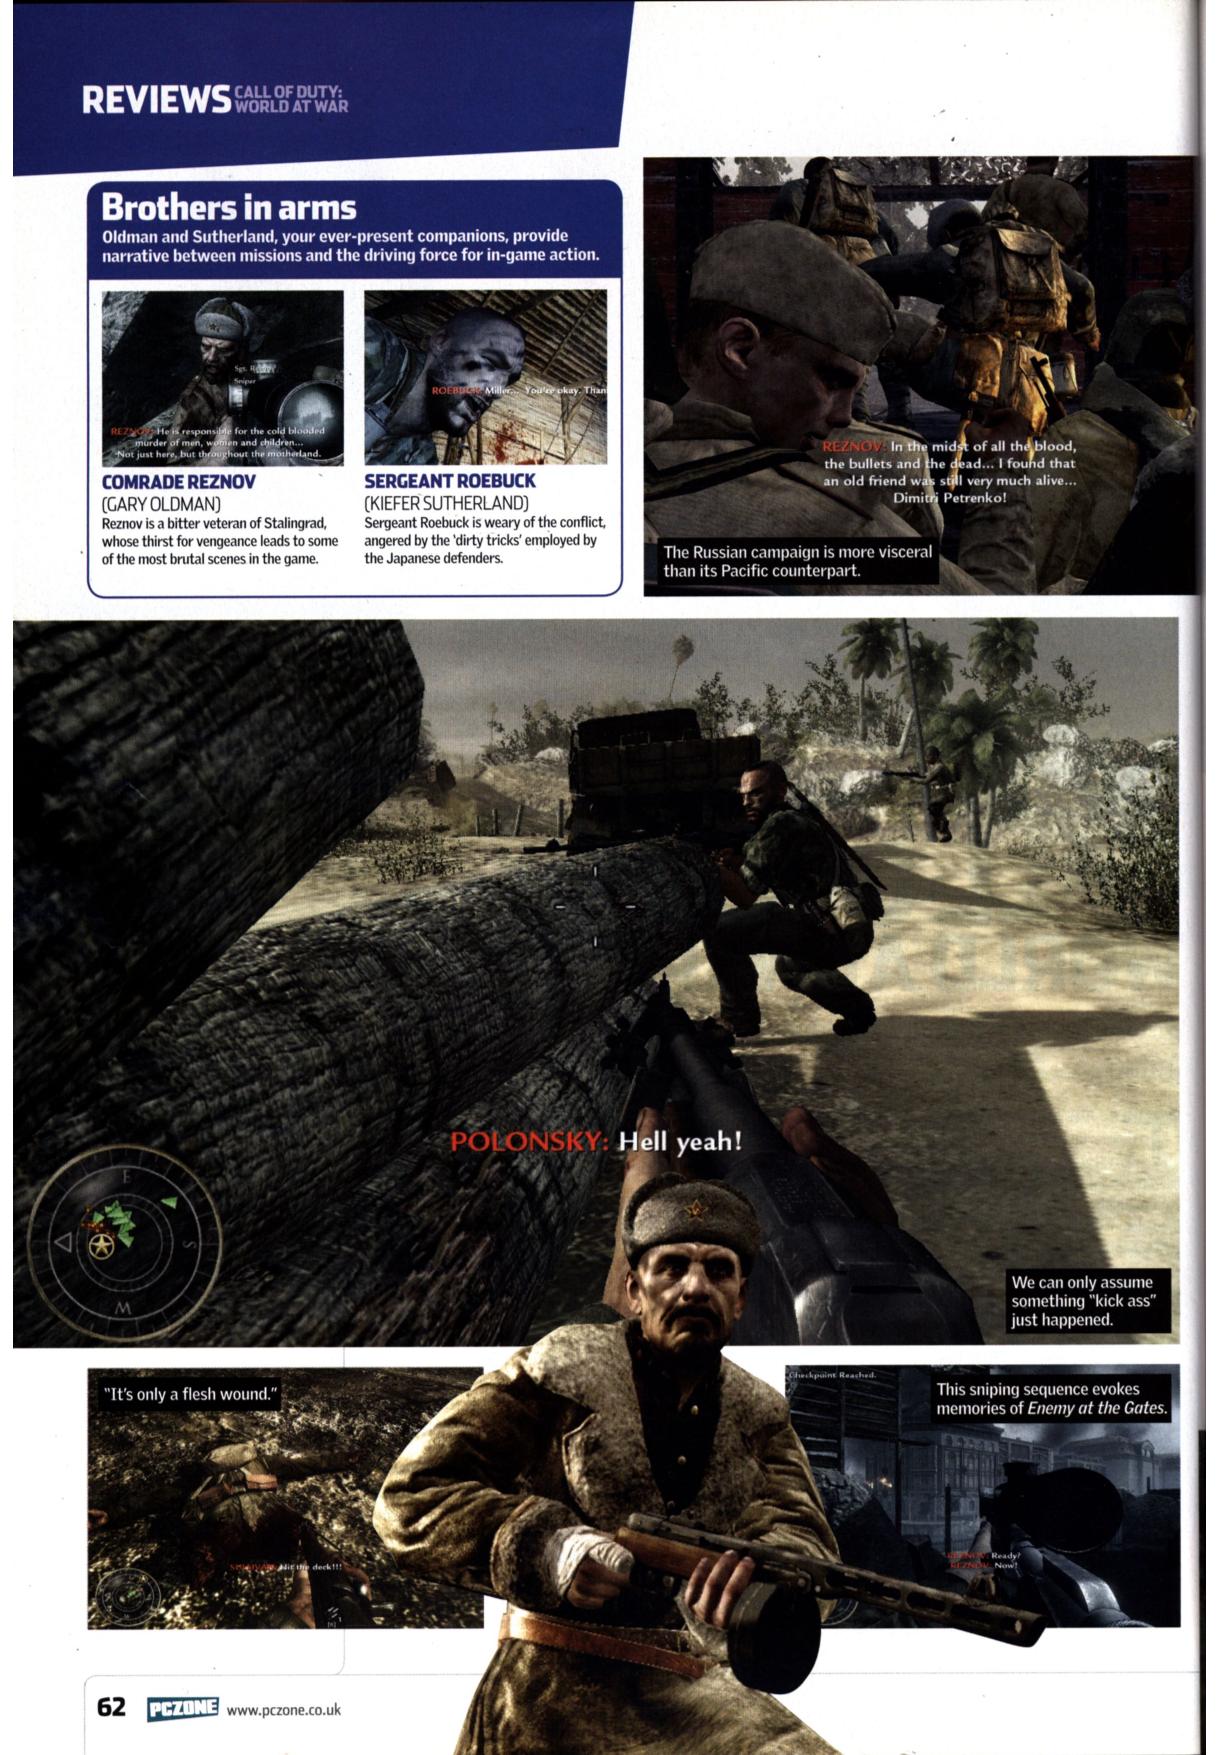 REVIEWS CALL OF DUTY:
WORLD AT WAR
Brothers in arms
Oldman and Sutherland, your ever-present companions, provide
narrative between missions and the driving force for in-game action.
Sgt.
Sniper
REZNOV: He is responsible for the cold blooded
murder of men, women and children...
Not just here, but throughout the motherland.
ROEBUCK: Miller... You're okay. Than
COMRADE REZNOV
(GARY OLDMAN)
Reznov is a bitter veteran of Stalingrad,
whose thirst for vengeance leads to some
of the most brutal scenes in the game.
SERGEANT ROEBUCK
(KIEFER SUTHERLAND)
Sergeant Roebuck is weary of the conflict,
angered by the 'dirty tricks' employed by
the Japanese defenders.
REZNOV: In the midst of all the blood,
the bullets and the dead... I found that
an old friend was still very much alive...
Dimitri Petrenko!
The Russian campaign is more visceral
than its Pacific counterpart.
POLONSKY: Hell yeah!
E
S
W
We can only assume
something "kick ass"
just happened.
"It's only a flesh wound."
Hit the deck!!!
Checkpoint Reached.
This sniping sequence evokes
memories of Enemy at the Gates.
REZNOV: Ready?
REZNOV: Now!
62 PCZONE www.pczone.co.uk